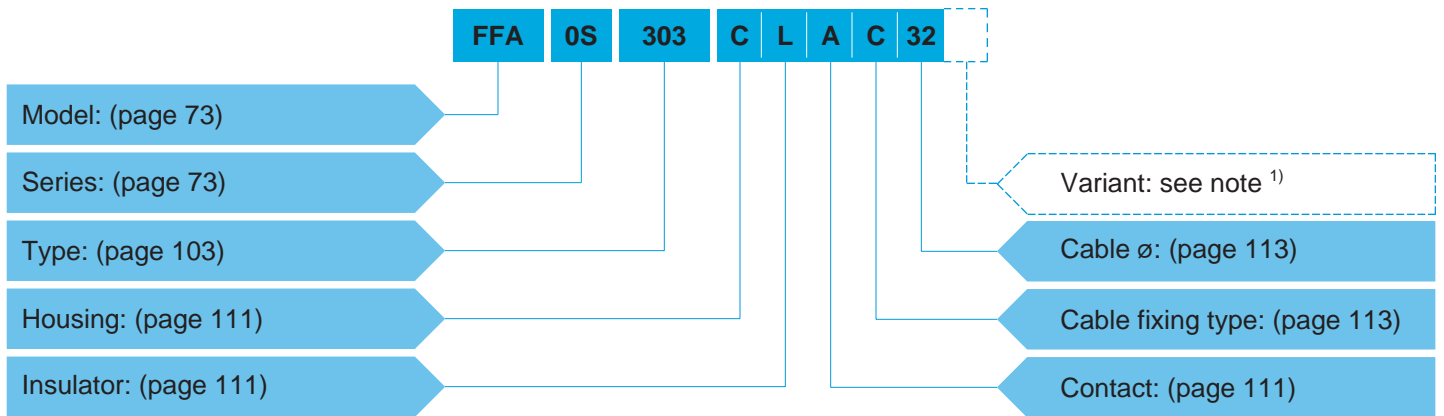 FFA 0S 303 C L A C 32
Model: (page 73)
Series: (page 73)
Type: (page 103)
Housing: (page 111)
Insulator: (page 111)
Variant: see note 1)
Cable ø: (page 113)
Cable fixing type: (page 113)
Contact: (page 111)